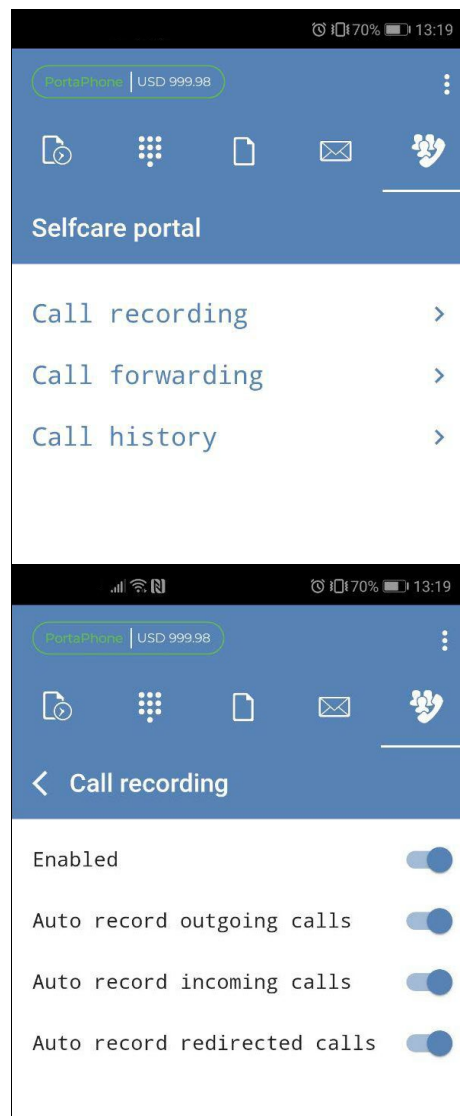 70% 13:19
PortaPhone | USD 999.98
Selfcare portal
Call recording
Call forwarding
Call history
70% 13:19
PortaPhone | USD 999.98
Call recording
Enabled
Auto record outgoing calls
Auto record incoming calls
Auto record redirected calls